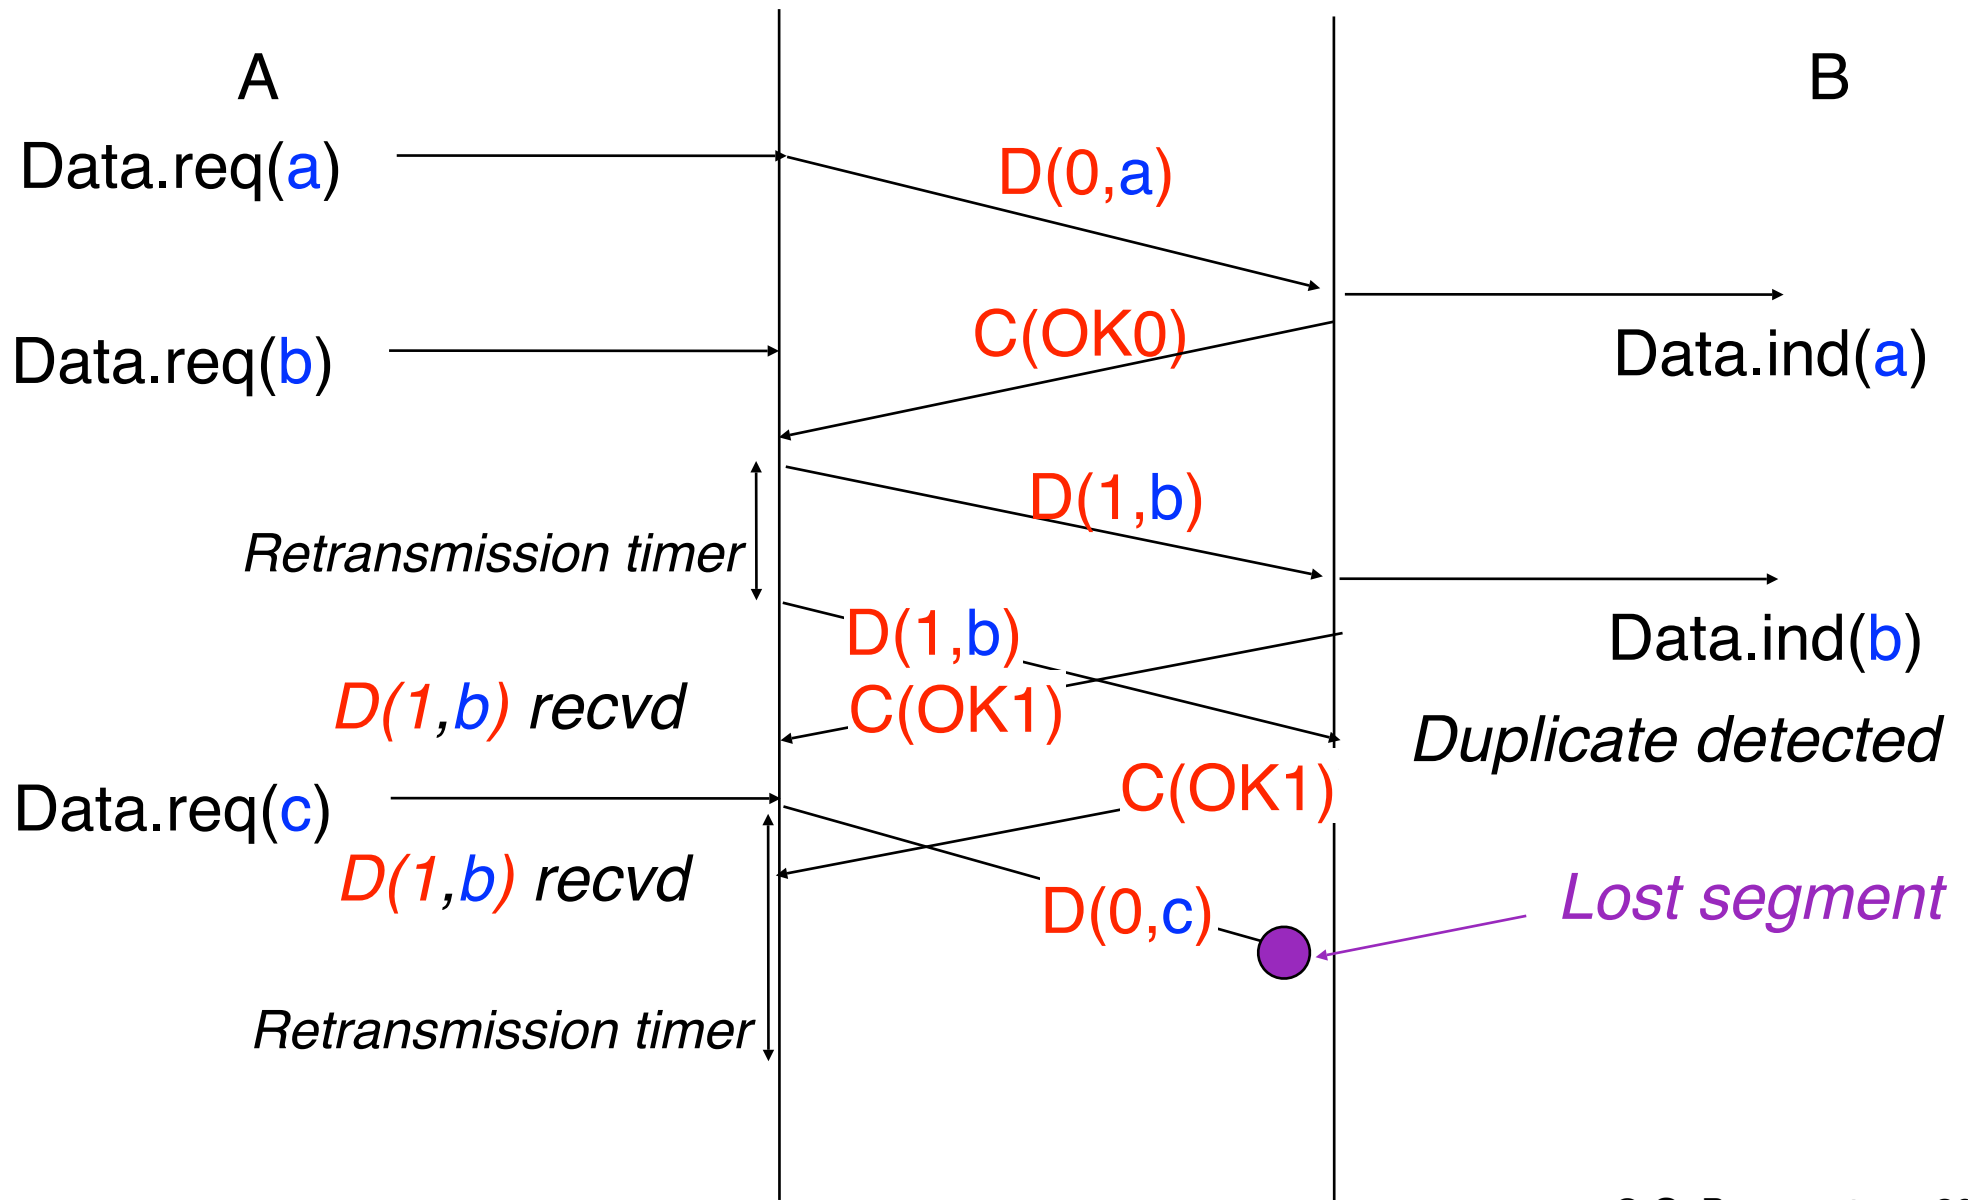 A
B
Data.req(a)
D(0,a)
C(OK0)
Data.req(b)
Data.ind(a)
D(1,b)
Retransmission timer
D(1,b)
Data.ind(b)
D(1,b) recvd
C(OK1)
Duplicate detected
C(OK1)
Data.req(c)
D(1,b) recvd
D(0,c)
Lost segment
Retransmission timer